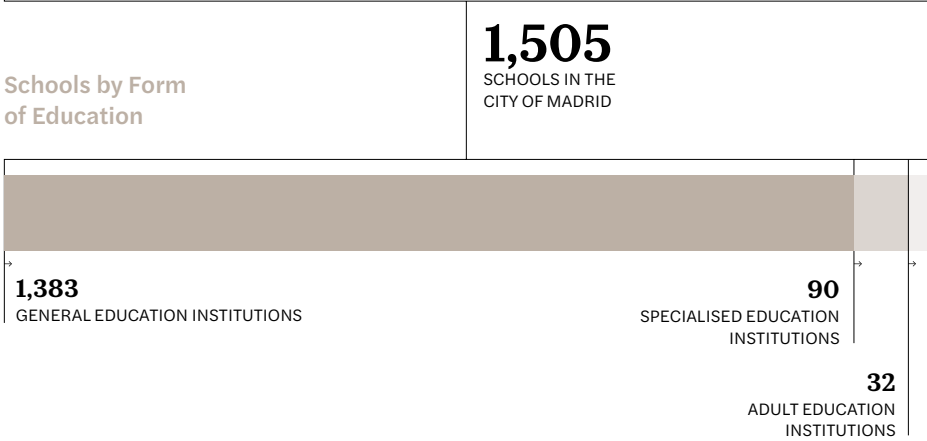 Schools by Form
of Education
1,505
SCHOOLS IN THE
CITY OF MADRID
1,383
GENERAL EDUCATION INSTITUTIONS
90
SPECIALISED EDUCATION
INSTITUTIONS
32
ADULT EDUCATION
INSTITUTIONS